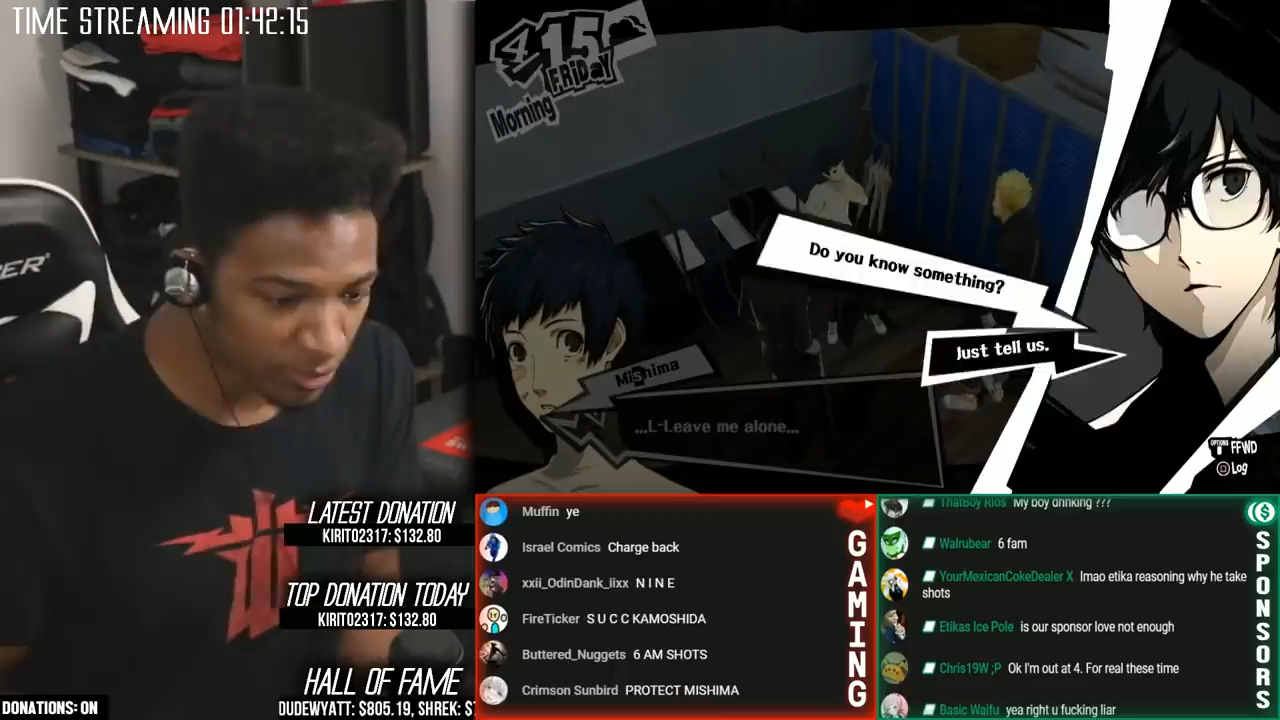 TIME STREAMING 01:42:15
4
15
FRiDaY
Morning
Do you know something?
Just tell us.
Mishima
...L-Leave me alone...
OPTIONS FFWD
Log
LATEST DONATION
KIRITO2317: $132.80
TOP DONATION TODAY
KIRITO2317: $132.80
HALL OF FAME
DUDEWYATT: $805.19, SHREK: $
DONATIONS: ON
Muffin ye
Israel Comics Charge back
xxii_OdinDank_iixx N I N E
FireTicker S U C C KAMOSHIDA
Buttered_Nuggets 6 AM SHOTS
Crimson Sunbird PROTECT MISHIMA
GAMING
ThatBoy Rios My boy drinking ???
Walrubear 6 fam
YourMexicanCokeDealer X lmao etika reasoning why he take
shots
Etikas Ice Pole is our sponsor love not enough
Chris19W ;P Ok I'm out at 4. For real these time
Basic Waifu yea right u fucking liar
$
SPONSORS